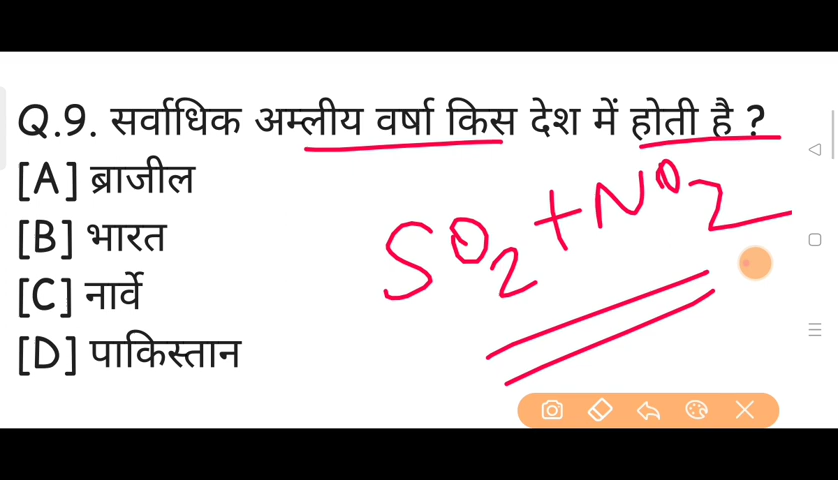 Q.9. सर्वाधिक अम्लीय वर्षा किस देश में होती है ?
[A] ब्राजील
[B] भारत
[C] नार्वे
[D] पाकिस्तान
SO2 + NO2